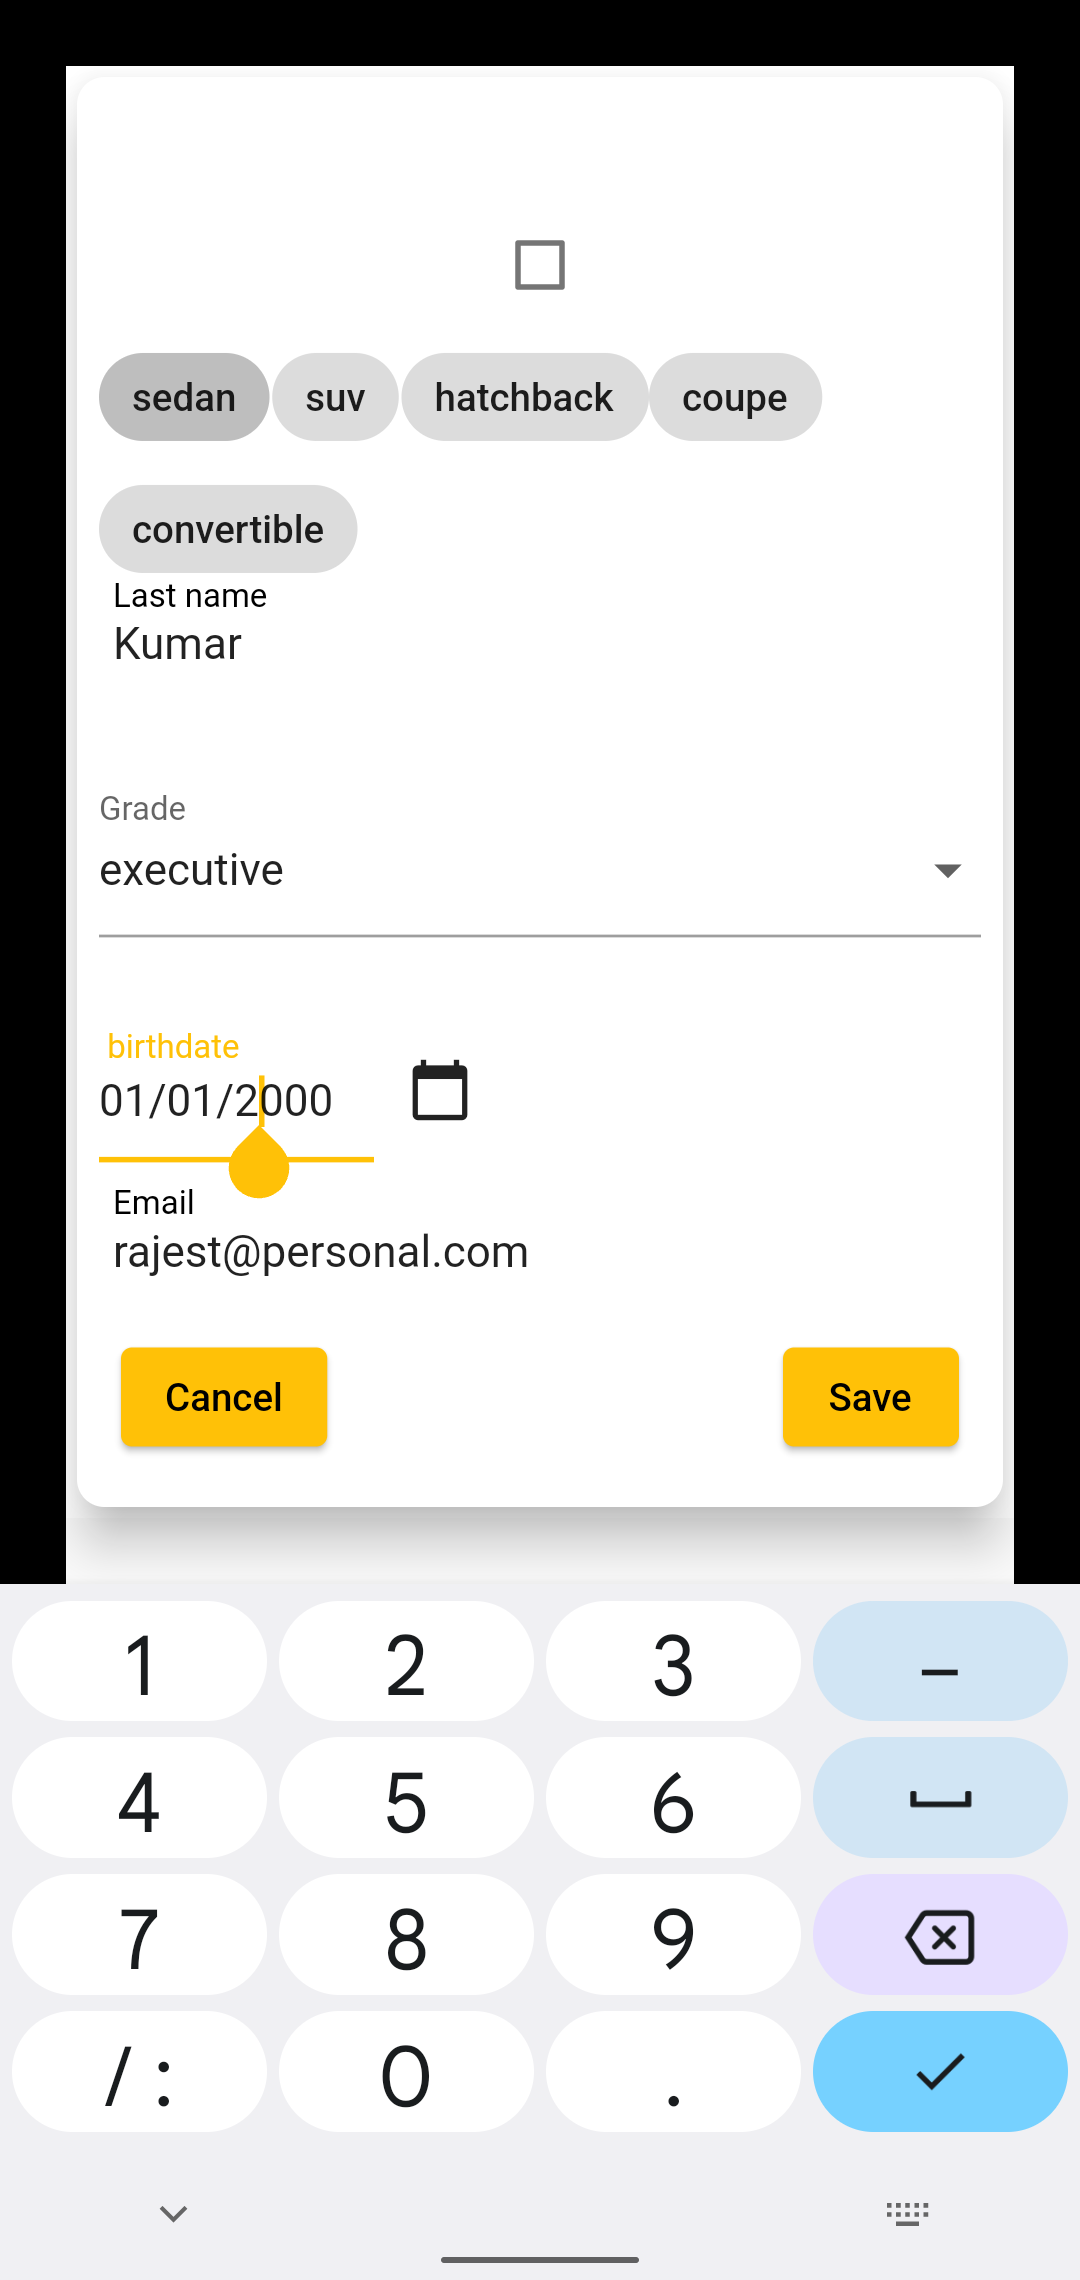 sedan suv hatchback coupe
convertible
Last name
Kumar
Grade
executive
birthdate
01/01/2000
Email
rajest@personal.com
Cancel Save
1 2 3 –
4 5 6
7 8 9
/ : 0 .